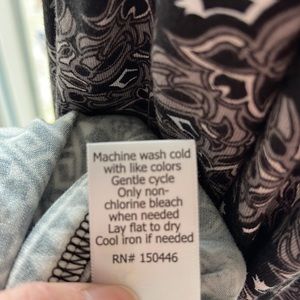 Machine wash cold
with like colors
Gentle cycle
Only non-
chlorine bleach
when needed
Lay flat to dry
Cool iron if needed
RN# 150446